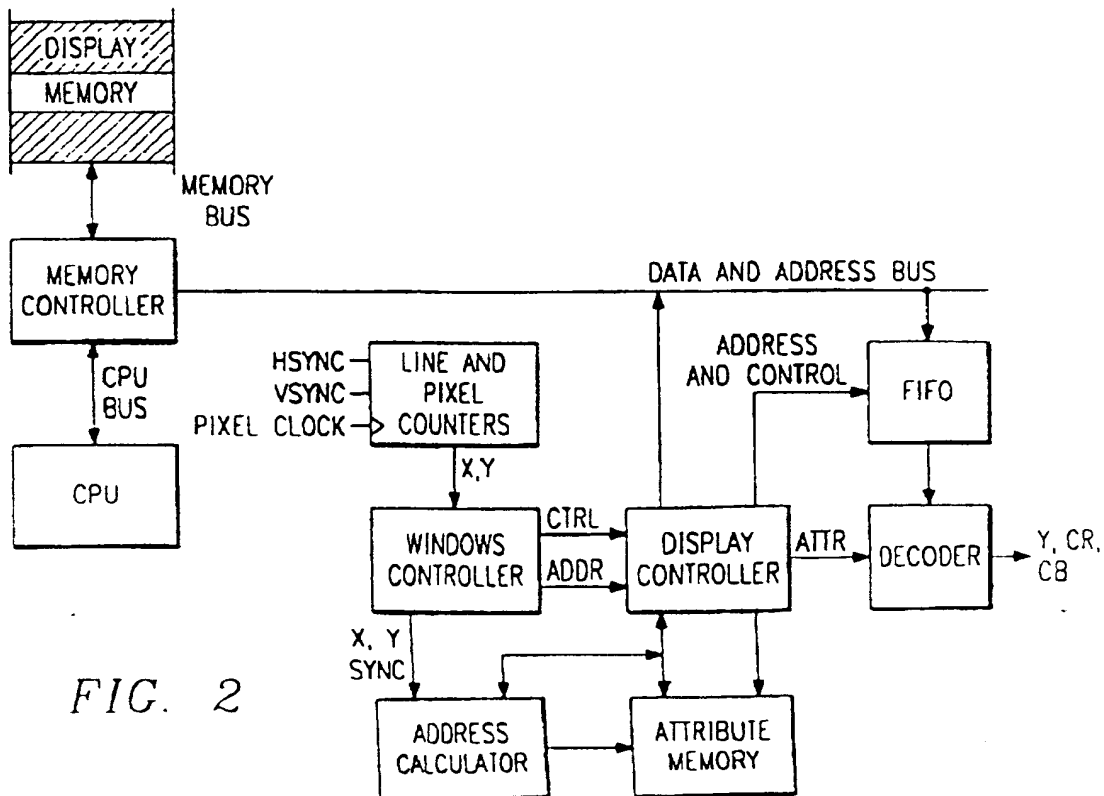 DISPLAY
MEMORY
MEMORY
BUS
MEMORY
CONTROLLER
DATA AND ADDRESS BUS
CPU
BUS
HSYNC
VSYNC
PIXEL CLOCK
LINE AND
PIXEL
COUNTERS
ADDRESS
AND CONTROL
FIFO
CPU
X,Y
WINDOWS
CONTROLLER
CTRL
ADDR
DISPLAY
CONTROLLER
ATTR
DECODER
Y, CR,
CB
X, Y
SYNC
FIG. 2
ADDRESS
CALCULATOR
ATTRIBUTE
MEMORY